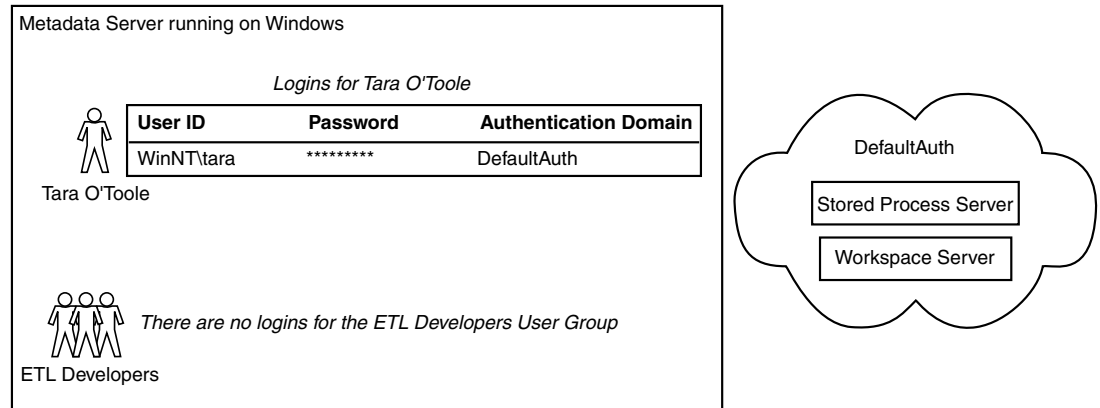 Metadata Server running on Windows
Logins for Tara O'Toole
User ID Password Authentication Domain
WinNT\tara ********* DefaultAuth
Tara O'Toole
There are no logins for the ETL Developers User Group
ETL Developers
DefaultAuth
Stored Process Server
Workspace Server